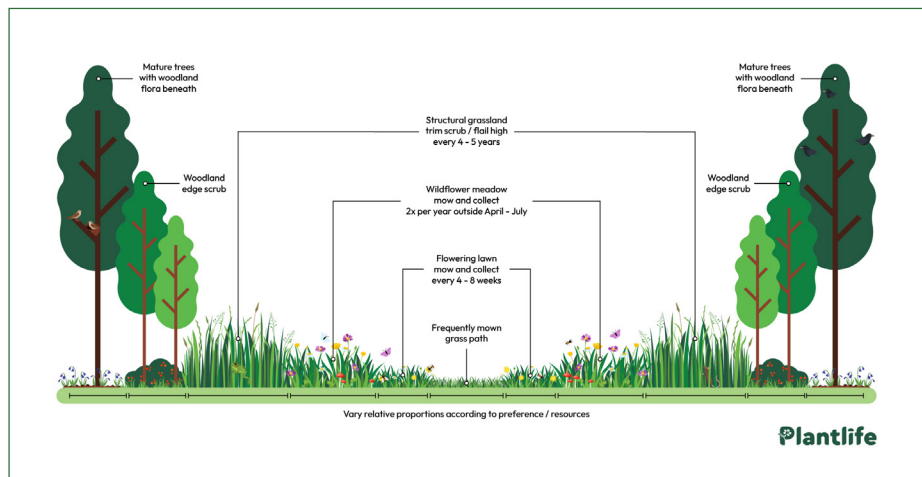 Mature trees
with woodland
flora beneath
Mature trees
with woodland
flora beneath
Structural grassland
trim scrub / flail high
every 4 - 5 years
Woodland
edge scrub
Woodland
edge scrub
Wildflower meadow
mow and collect
2x per year outside April - July
Flowering lawn
mow and collect
every 4 - 8 weeks
Frequently mown
grass path
Vary relative proportions according to preference / resources
Plantlife